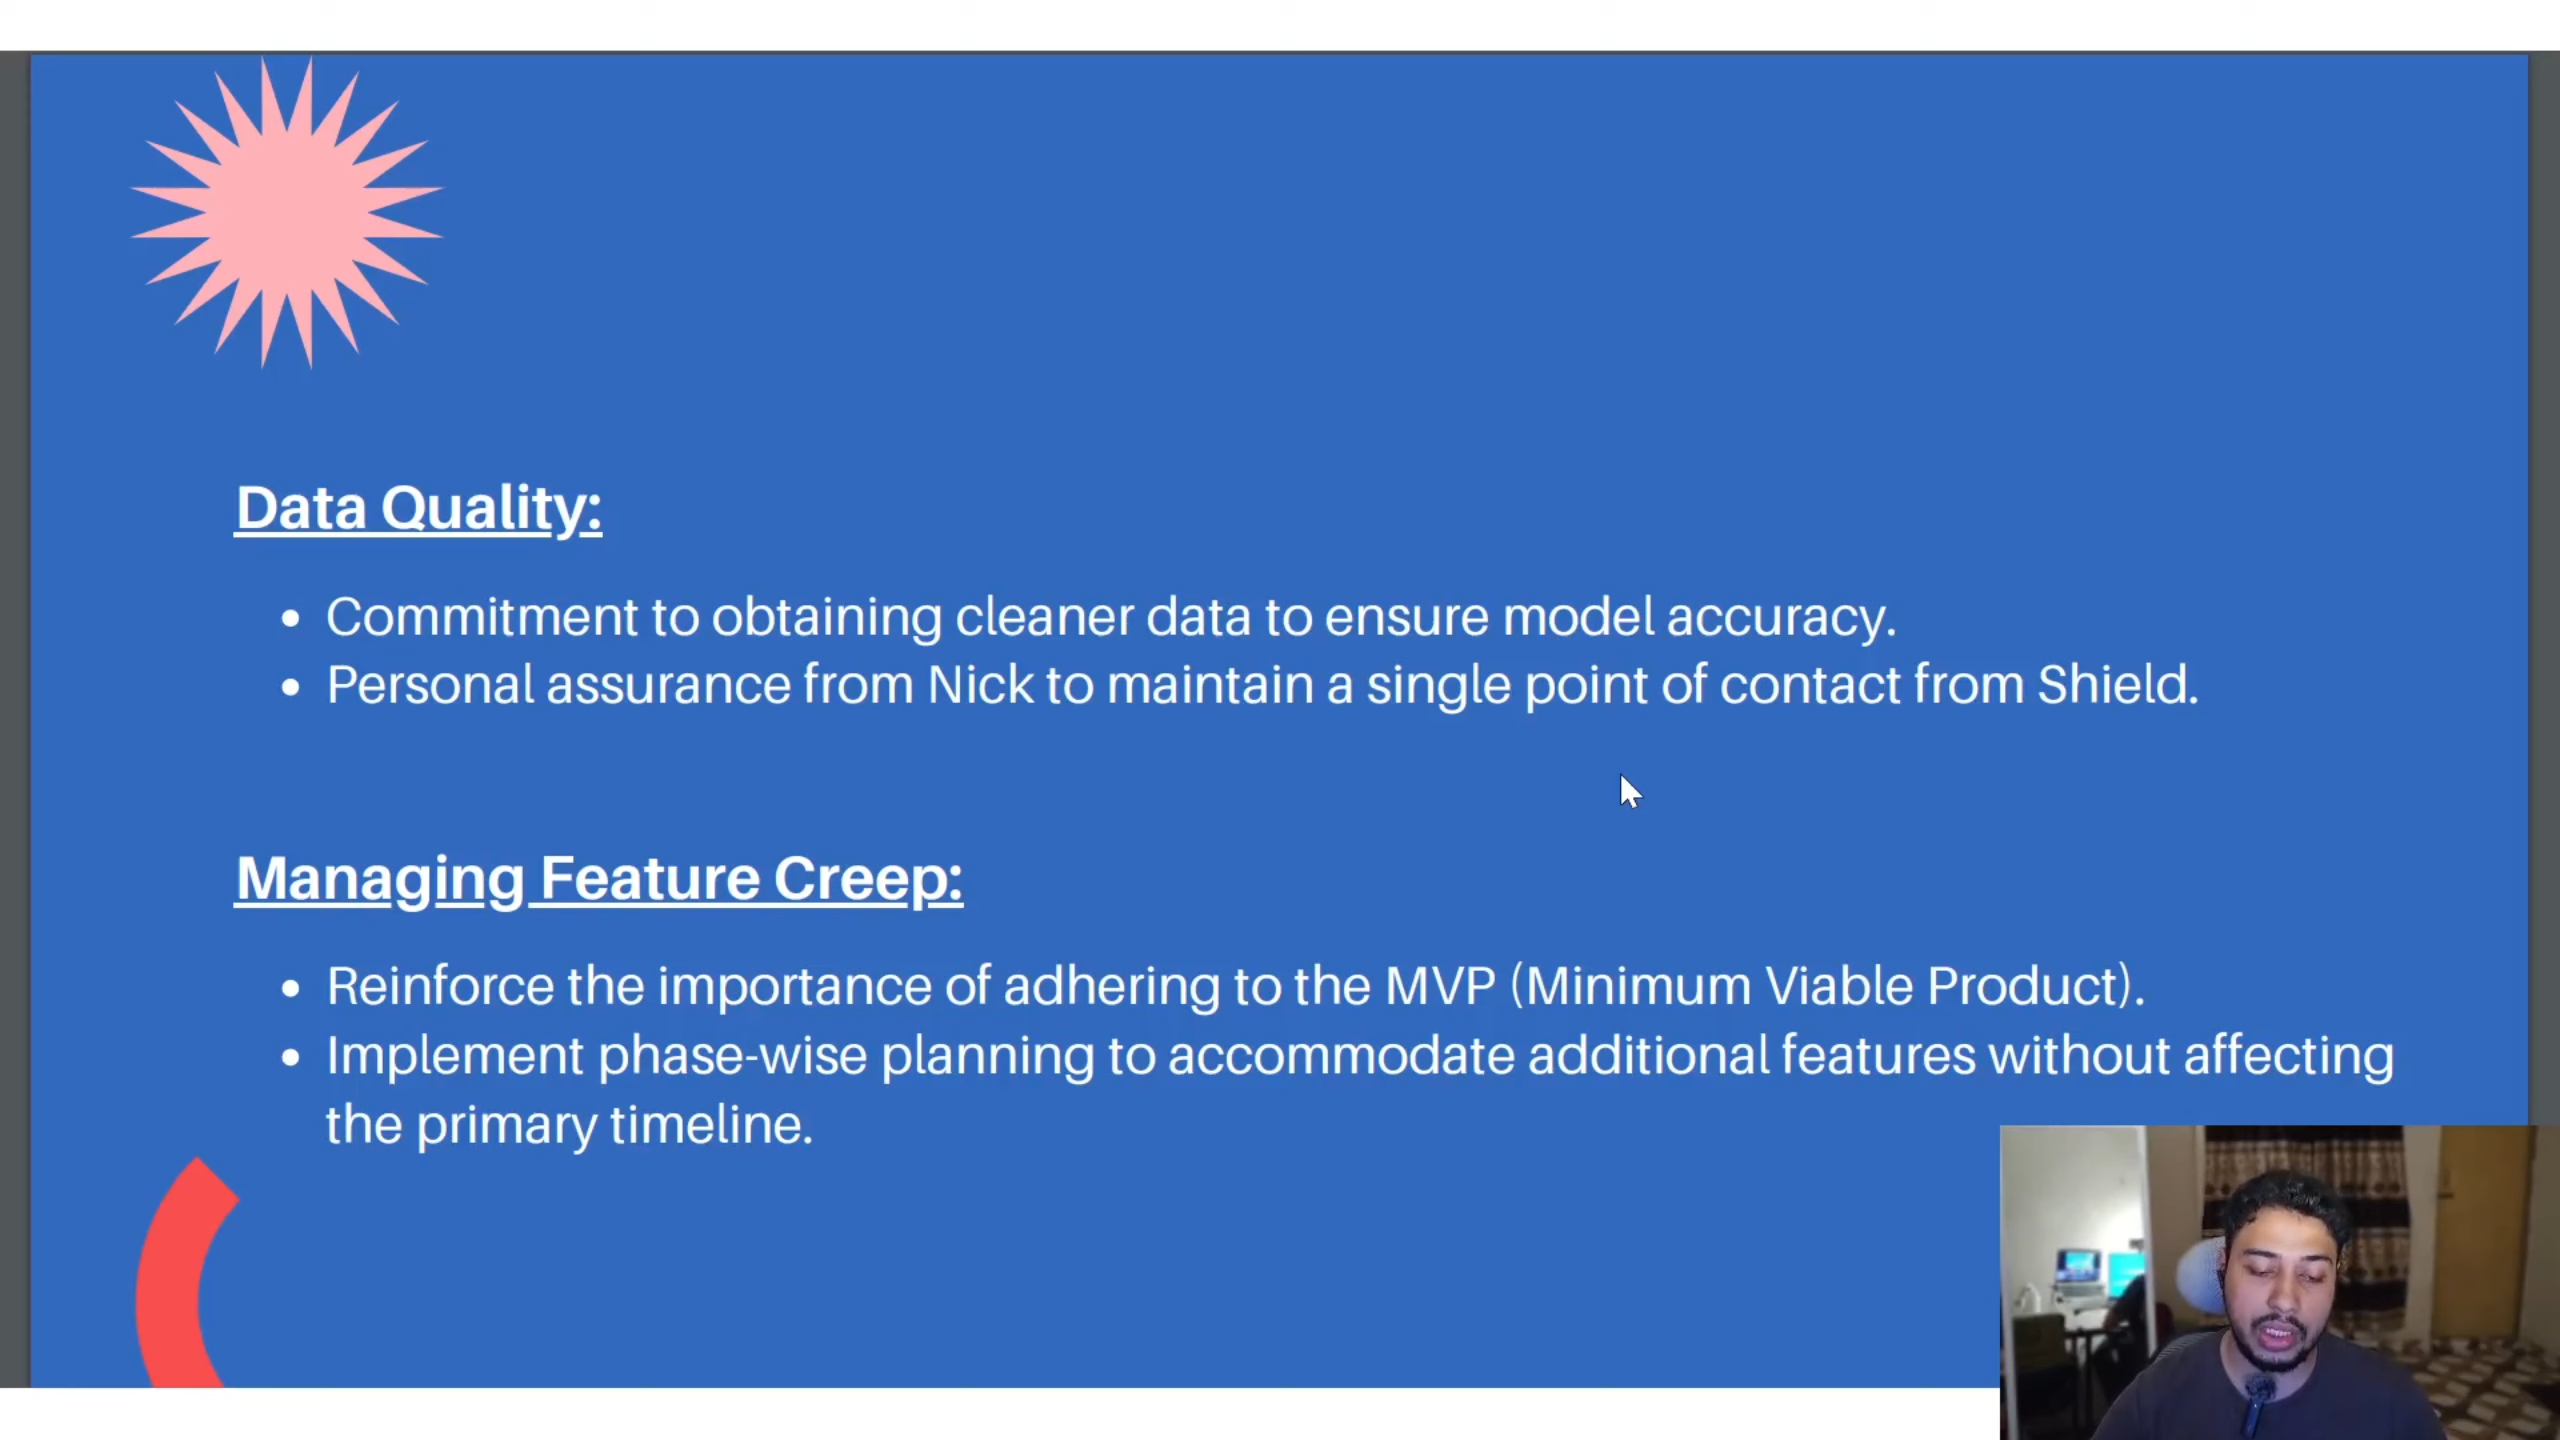 Data Quality:
• Commitment to obtaining cleaner data to ensure model accuracy.
• Personal assurance from Nick to maintain a single point of contact from Shield.
Managing Feature Creep:
• Reinforce the importance of adhering to the MVP (Minimum Viable Product).
• Implement phase-wise planning to accommodate additional features without affecting
the primary timeline.